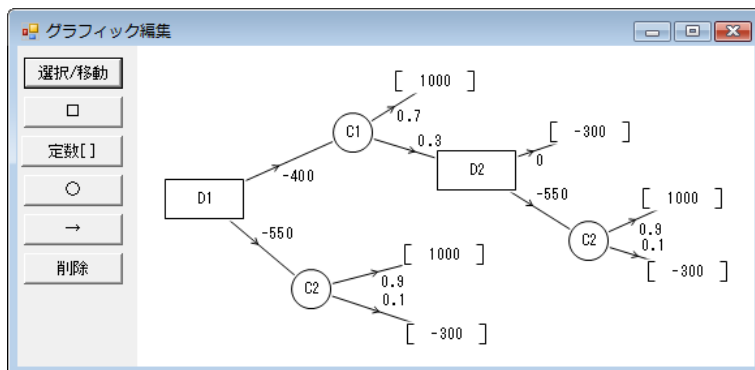 グラフィック編集
選択/移動
□
定数[]
○
→
削除
[ 1000 ]
C1
0.7
0.3
[ -300 ]
D2
0
-400
D1
-550
[ 1000 ]
0.9
C2
0.1
[ -300 ]
-550
[ 1000 ]
0.9
C2
0.1
[ -300 ]